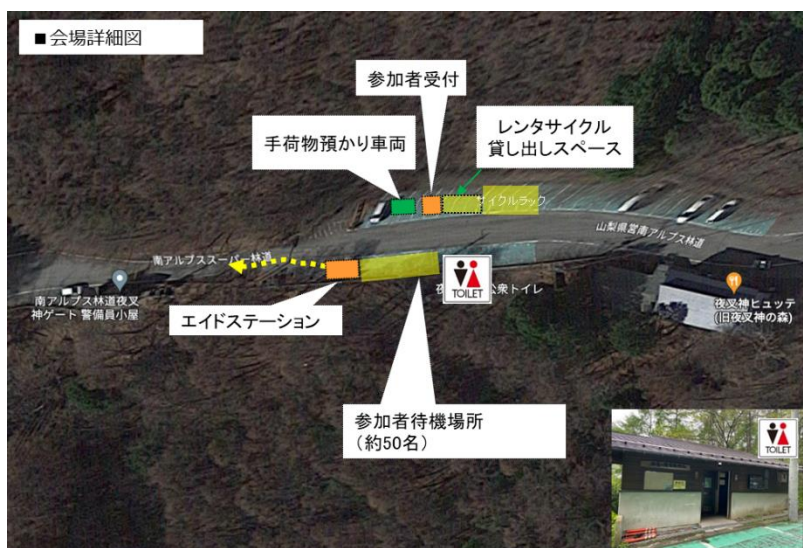 ■会場詳細図
参加者受付
手荷物預かり車両
レンタサイクル
貸し出しスペース
サイクルラック
山梨県営南アルプス林道
南アルプススーパー林道
TOILET
公衆トイレ
南アルプス林道夜叉
神ゲート 警備員小屋
エイドステーション
夜叉神ヒュッテ
(旧夜叉神の森)
参加者待機場所
（約50名）
TOILET